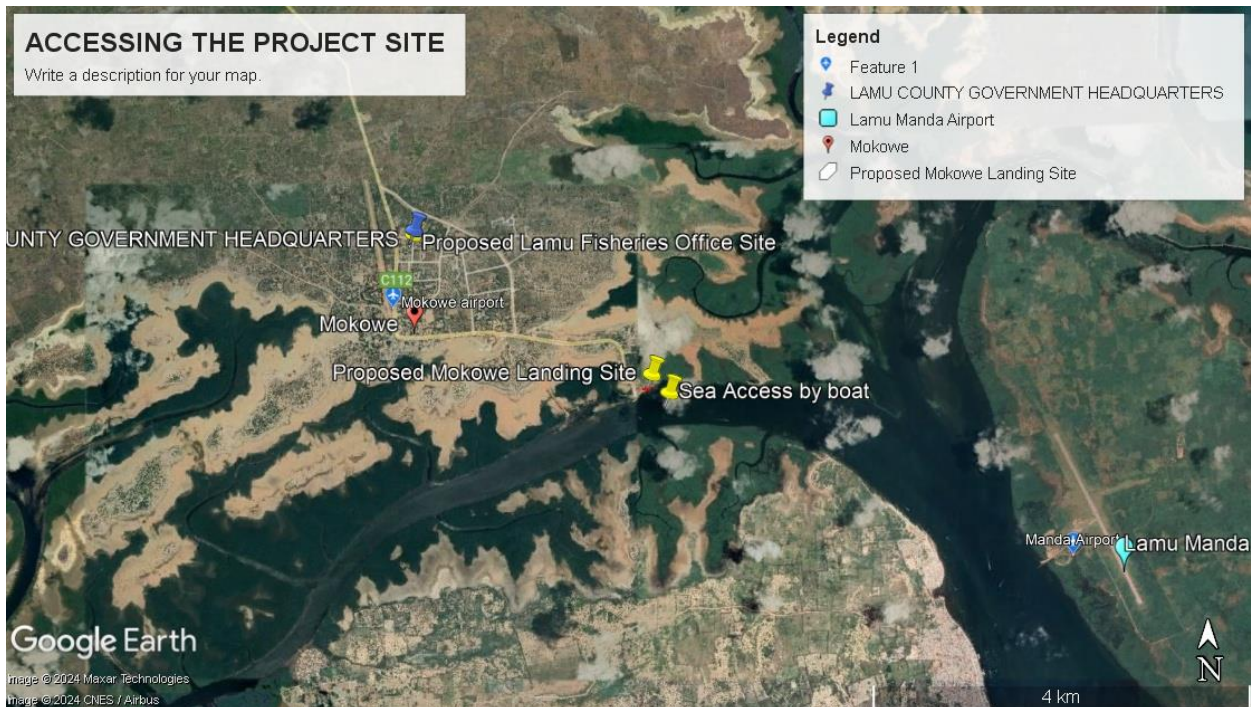 ACCESSING THE PROJECT SITE
Write a description for your map.
Legend
Feature 1
LAMU COUNTY GOVERNMENT HEADQUARTERS
Lamu Manda Airport
Mokowe
Proposed Mokowe Landing Site
UNTY GOVERNMENT HEADQUARTERS
Proposed Lamu Fisheries Office Site
C112
Mokowe airport
Mokowe
Proposed Mokowe Landing Site
Sea Access by boat
Manda Airport
Lamu Manda
Google Earth
Image © 2024 Maxar Technologies
Image © 2024 CNES / Airbus
N
4 km